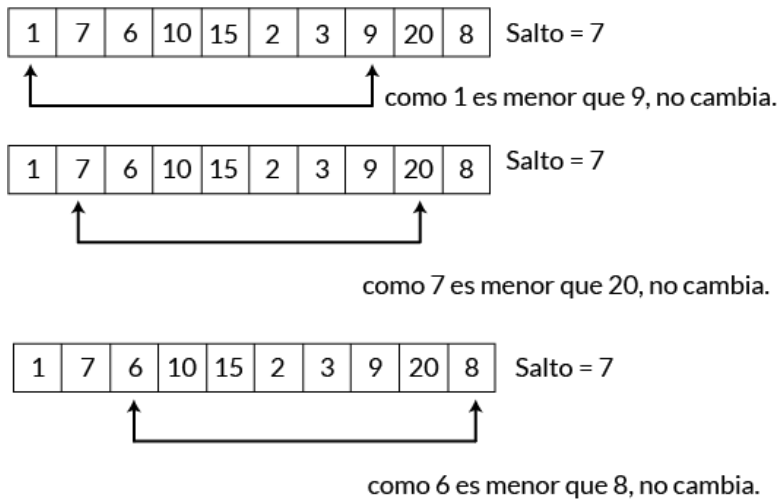 1 7 6 10 15 2 3 9 20 8 Salto = 7
como 1 es menor que 9, no cambia.
1 7 6 10 15 2 3 9 20 8 Salto = 7
como 7 es menor que 20, no cambia.
1 7 6 10 15 2 3 9 20 8 Salto = 7
como 6 es menor que 8, no cambia.